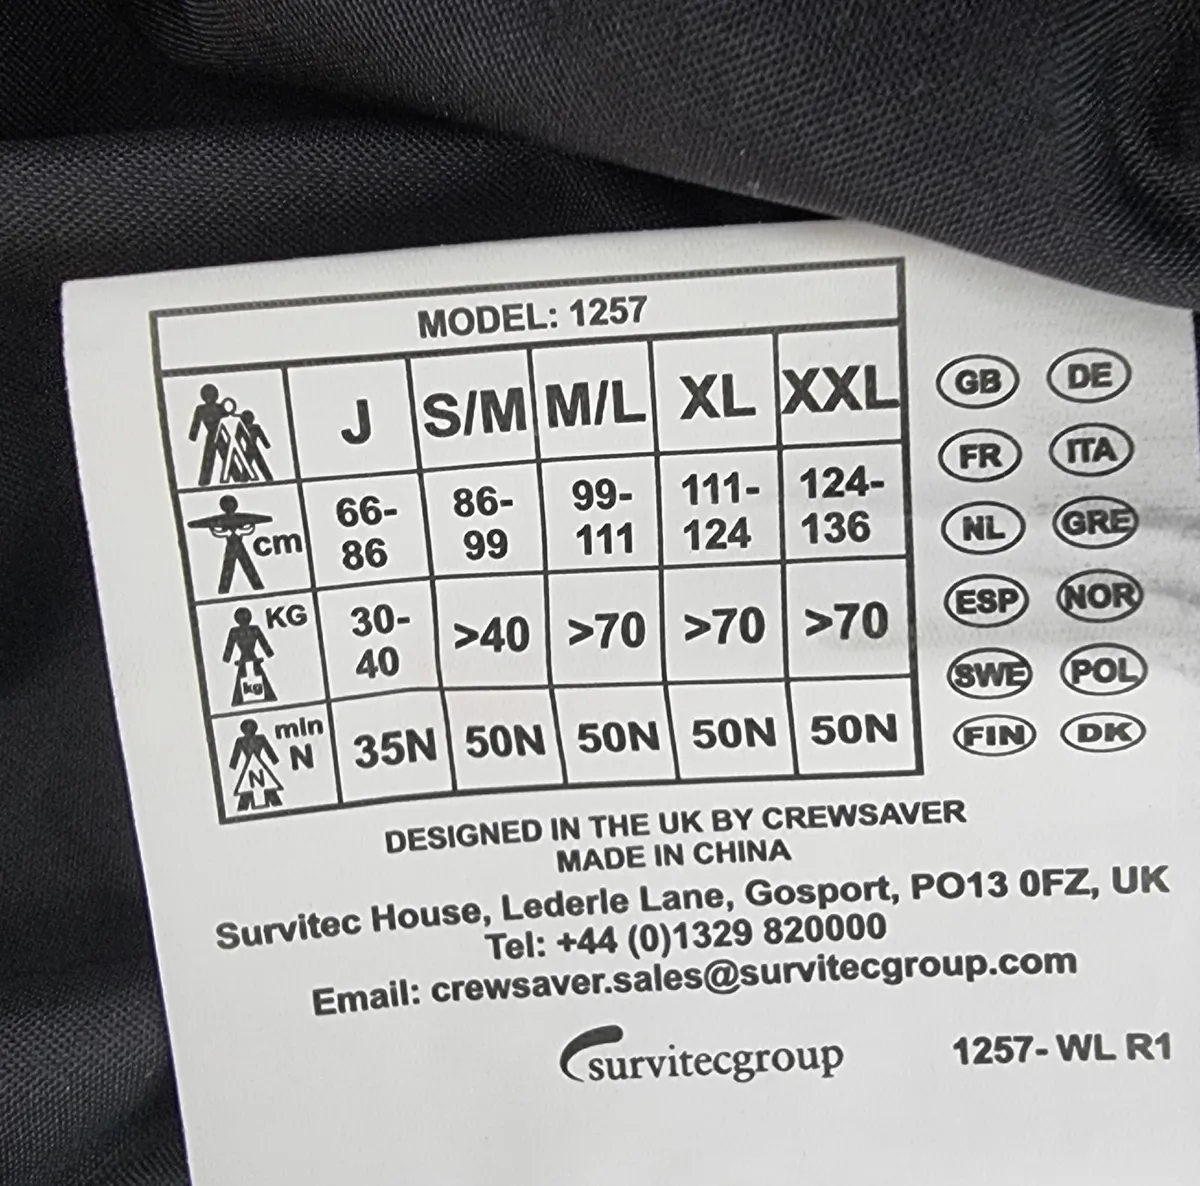 MODEL: 1257
J S/M M/L XL XXL
cm 66-86 86-99 99-111 111-124 124-136
KG kg 30-40 >40 >70 >70 >70
min N N 35N 50N 50N 50N 50N
GB DE
FR ITA
NL GRE
ESP NOR
SWE POL
FIN DK
DESIGNED IN THE UK BY CREWSAVER
MADE IN CHINA
Survitec House, Lederle Lane, Gosport, PO13 0FZ, UK
Tel: +44 (0)1329 820000
Email: crewsaver.sales@survitecgroup.com
survitecgroup
1257- WL R1